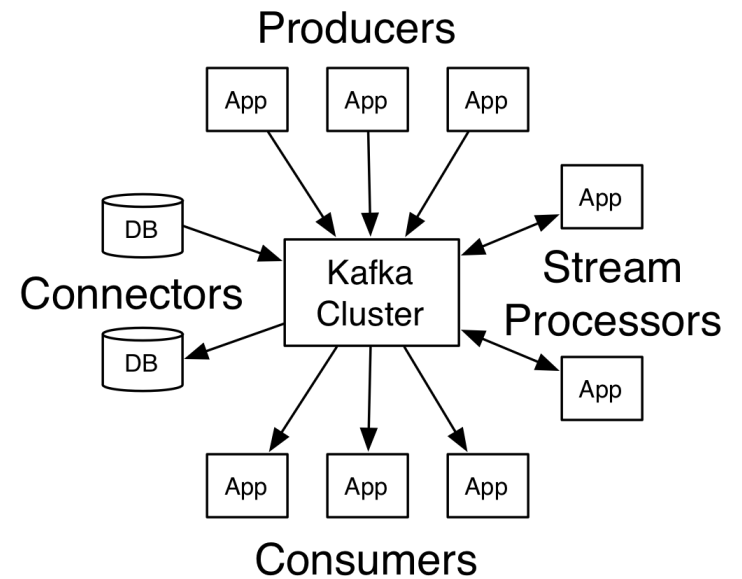 Producers
App
App
App
DB
App
Kafka
Cluster
Connectors
Stream
Processors
DB
App
App
App
App
Consumers